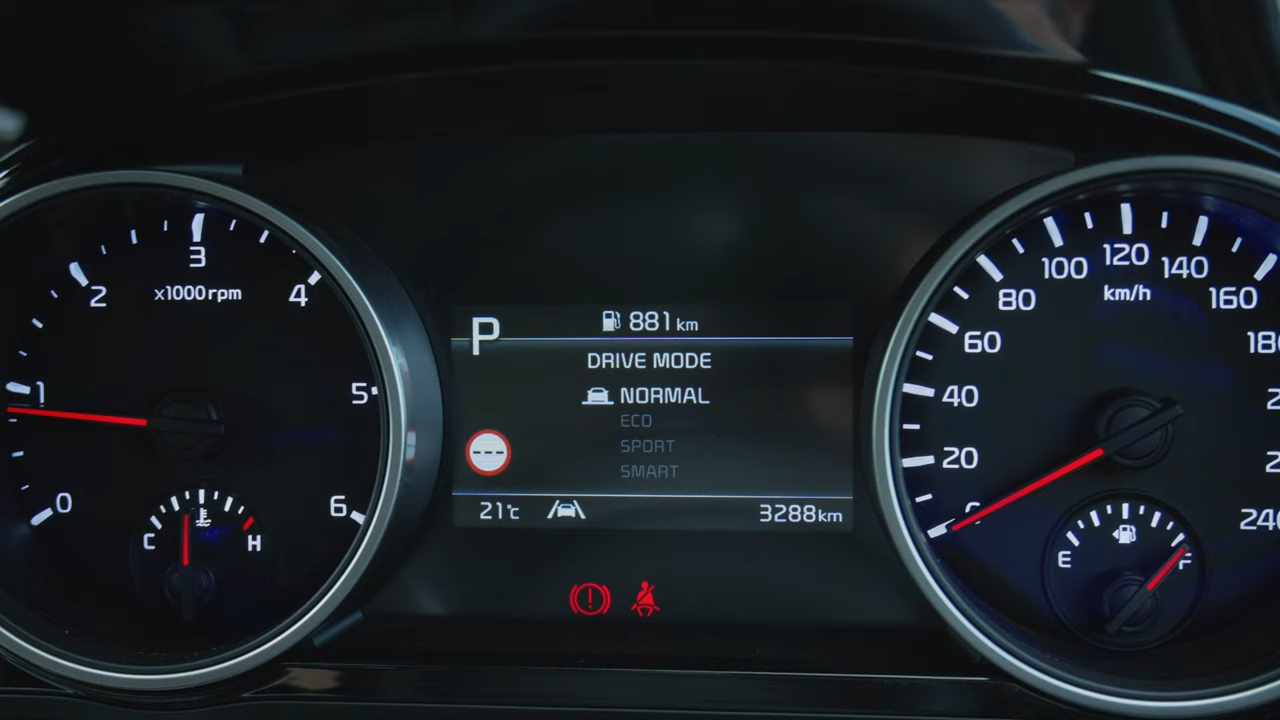 0
1
2
3
4
5
6
x1000rpm
C
H
P
881 km
DRIVE MODE
NORMAL
ECO
SPORT
SMART
21°c
3288km
20
40
60
80
100
120
140
160
km/h
E
F